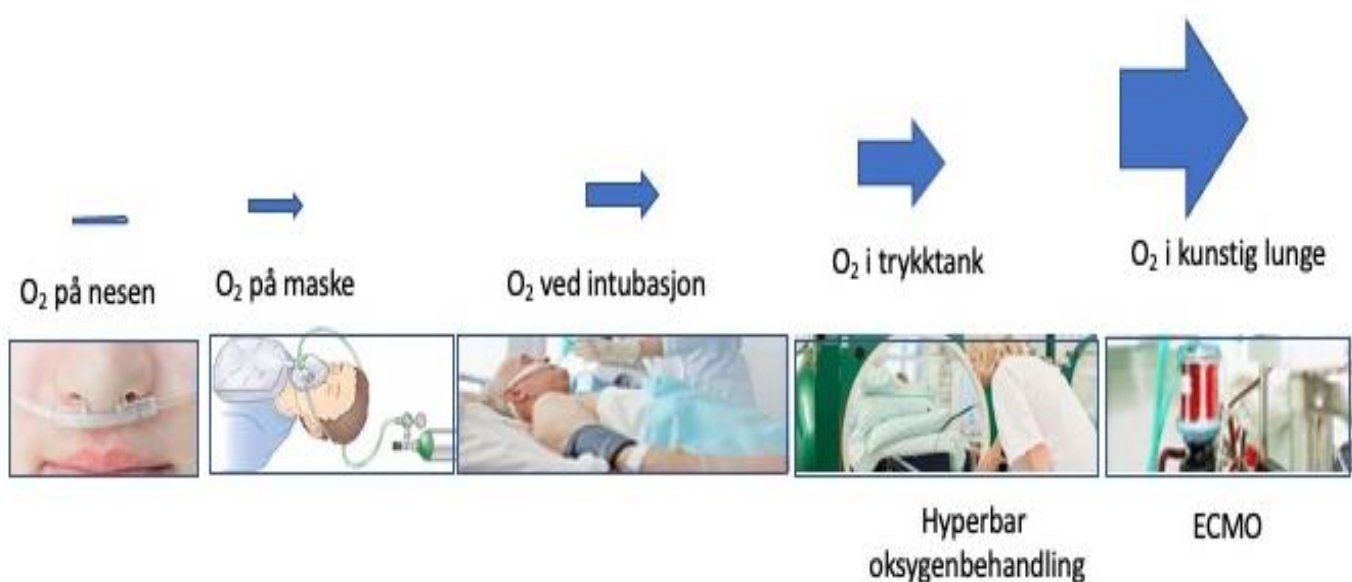 O₂ på nesen
O₂ på maske
O₂ ved intubasjon
O₂ i trykktank
O₂ i kunstig lunge
Hyperbar
oksygenbehandling
ECMO